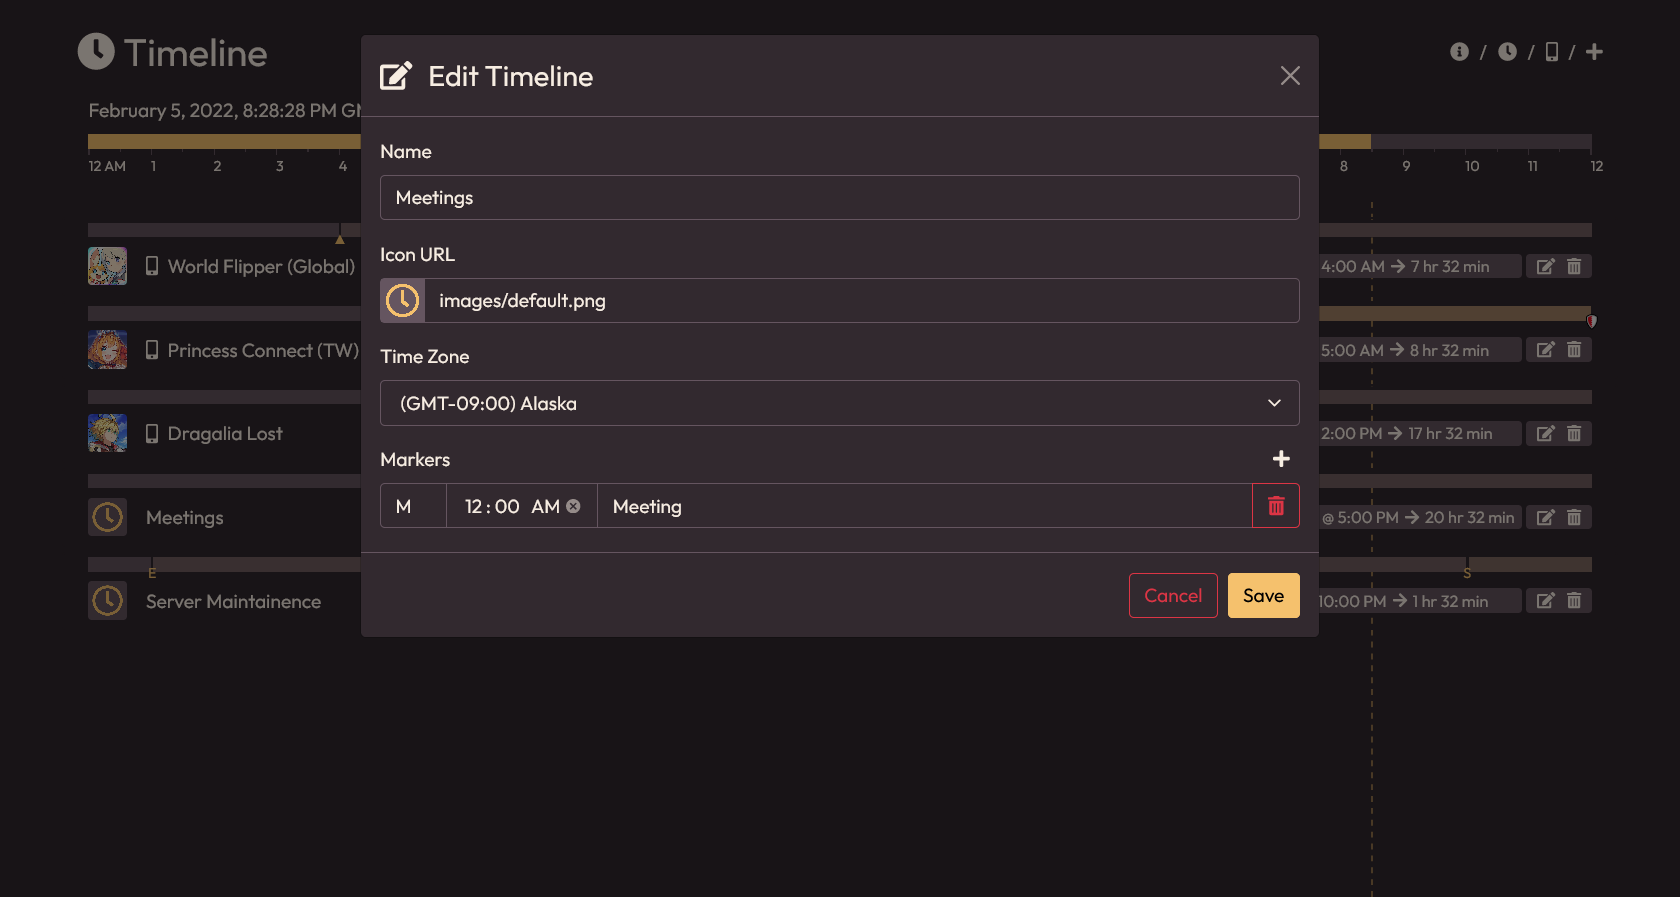 Timeline
/ / / +
February 5, 2022, 8:28:28 PM
12 AM 1 2 3 4 8 9 10 11 12
Edit Timeline
Name
Meetings
Icon URL
images/default.png
Time Zone
(GMT-09:00) Alaska
Markers
M 12:00 AM Meeting
Cancel Save
World Flipper (Global) 4:00 AM → 7 hr 32 min
Princess Connect (TW) 5:00 AM → 8 hr 32 min
Dragalia Lost 2:00 PM → 17 hr 32 min
Meetings @ 5:00 PM → 20 hr 32 min
E S
Server Maintainence 10:00 PM → 1 hr 32 min